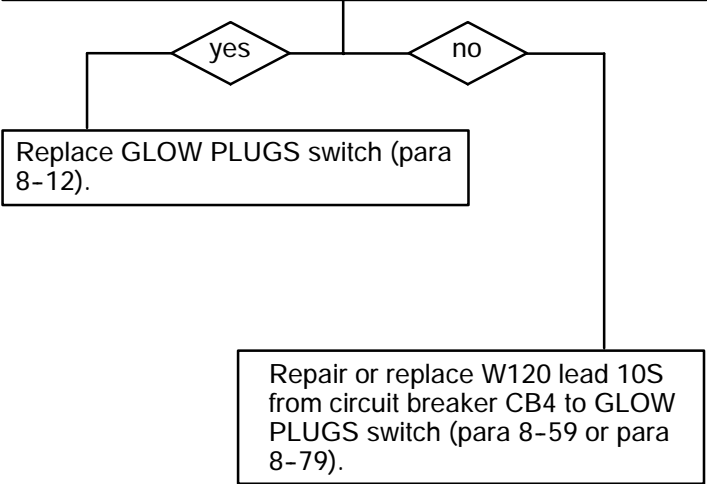 yes
no
Replace GLOW PLUGS switch (para
8-12).
Repair or replace W120 lead 10S
from circuit breaker CB4 to GLOW
PLUGS switch (para 8-59 or para
8-79).